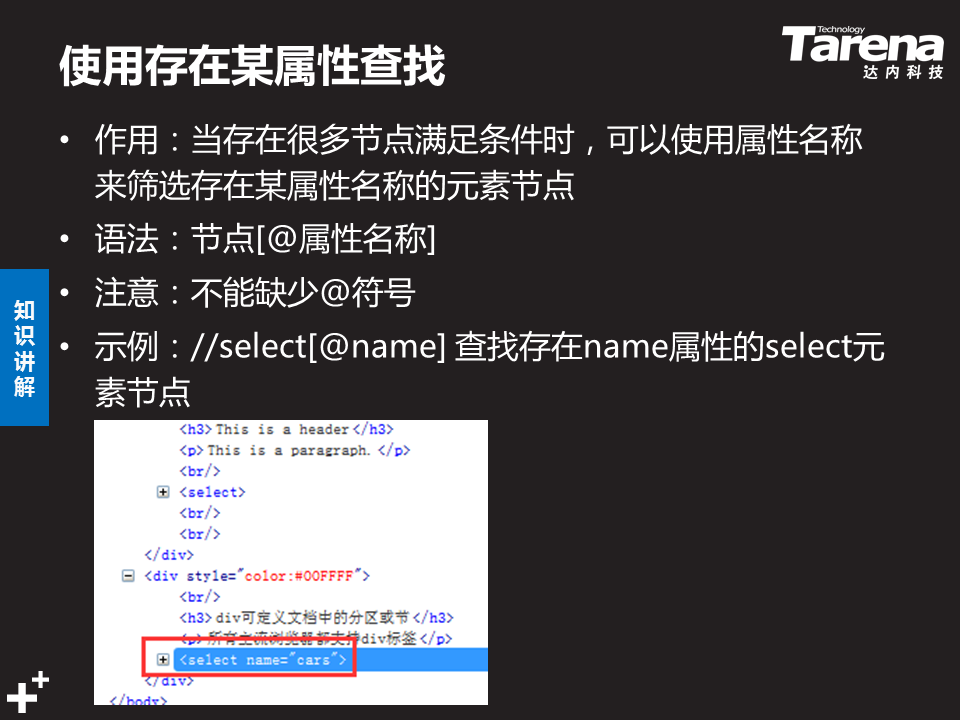 使用存在某属性查找
Technology
Tarena
达内科技
• 作用：当存在很多节点满足条件时，可以使用属性名称
来筛选存在某属性名称的元素节点
• 语法：节点[@属性名称]
• 注意：不能缺少@符号
• 示例：//select[@name] 查找存在name属性的select元
素节点
知识讲解
<h3>This is a header</h3>
<p>This is a paragraph.</p>
<br/>
<select>
<br/>
<br/>
</div>
<div style="color:#00FFFF">
<br/>
<h3>div可定义文档中的分区或节</h3>
<p>所有主流浏览器都支持div标签</p>
<select name="cars">
</div>
</body>